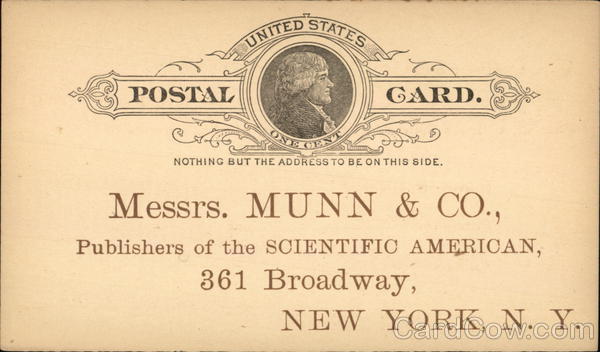 UNITED STATES
POSTAL CARD.
ONE CENT
NOTHING BUT THE ADDRESS TO BE ON THIS SIDE.
Messrs. MUNN & CO.,
Publishers of the SCIENTIFIC AMERICAN,
361 Broadway,
NEW YORK, N. Y.
CardCow.com